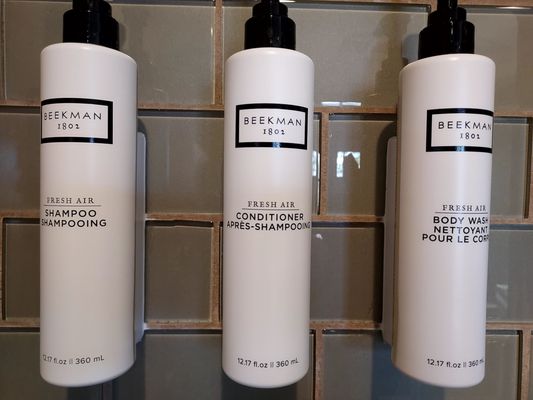 BEEKMAN
1802
FRESH AIR
SHAMPOO
SHAMPOOING
12.17 fl.oz || 360 mL
BEEKMAN
1802
FRESH AIR
CONDITIONER
APRÈS-SHAMPOOING
12.17 fl.oz || 360 mL
BEEKMAN
1802
FRESH AIR
BODY WASH
NETTOYANT
POUR LE CORPS
12.17 fl.oz || 360 mL